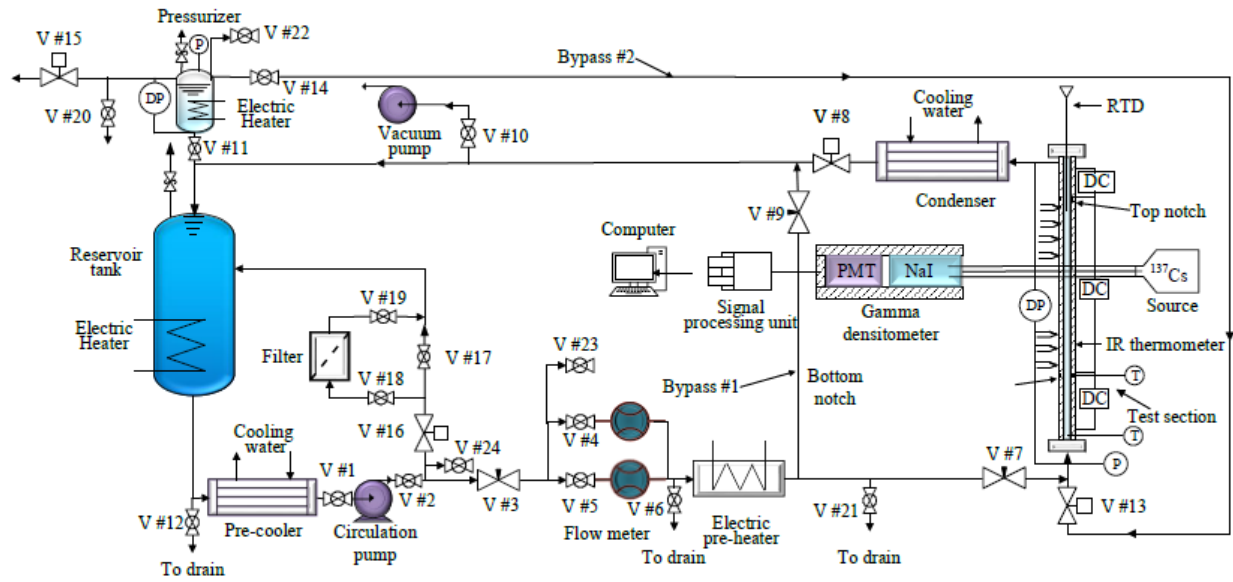 Pressurizer
V #15
P
V #22
Bypass #2
DP
V #14
V #20
Electric
Heater
V #11
Vacuum
pump
V #10
V #8
Cooling
water
RTD
Condenser
DC
Top notch
V #9
Reservoir
tank
Computer
PMT
NaI
137Cs
Source
Signal
processing unit
Gamma
densitometer
DP
DC
V #19
Electric
Heater
Filter
V #17
V #18
V #23
IR thermometer
Bypass #1
Bottom
notch
T
DC
Test section
V #16
V #4
T
Cooling
water
V #24
V #7
P
V #1
V #2
V #3
V #5
V #6
V #12
Pre-cooler
Circulation
pump
Flow meter
Electric
pre-heater
V #21
V #13
To drain
To drain
To drain